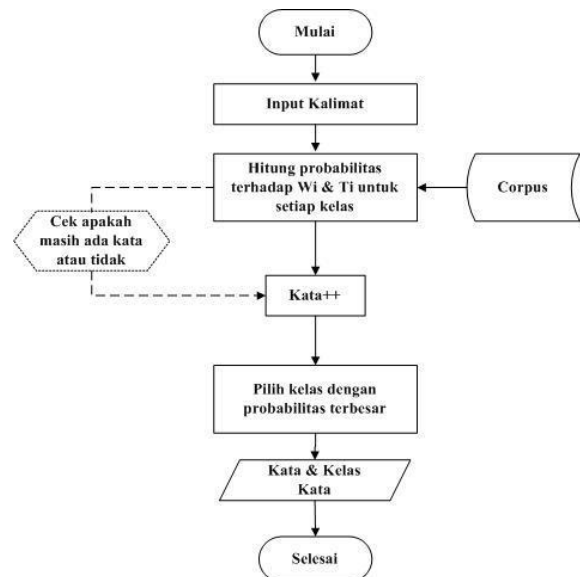 Mulai
Input Kalimat
Hitung probabilitas
terhadap Wi & Ti untuk
setiap kelas
Corpus
Cek apakah
masih ada kata
atau tidak
Kata++
Pilih kelas dengan
probabilitas terbesar
Kata & Kelas
Kata
Selesai